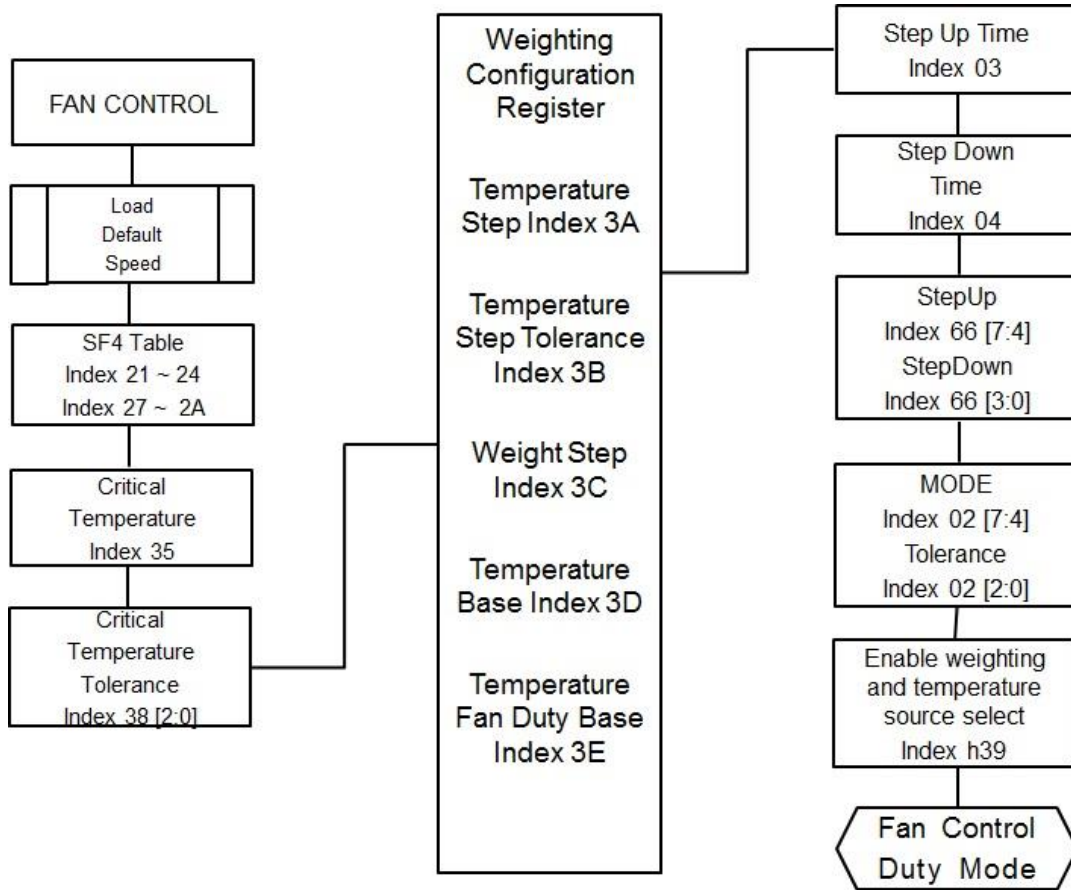 FAN CONTROL
Load
Default
Speed
SF4 Table
Index 21 ~ 24
Index 27 ~ 2A
Critical
Temperature
Index 35
Critical
Temperature
Tolerance
Index 38 [2:0]
Weighting
Configuration
Register
Temperature
Step Index 3A
Temperature
Step Tolerance
Index 3B
Weight Step
Index 3C
Temperature
Base Index 3D
Temperature
Fan Duty Base
Index 3E
Step Up Time
Index 03
Step Down
Time
Index 04
StepUp
Index 66 [7:4]
StepDown
Index 66 [3:0]
MODE
Index 02 [7:4]
Tolerance
Index 02 [2:0]
Enable weighting
and temperature
source select
Index h39
Fan Control
Duty Mode